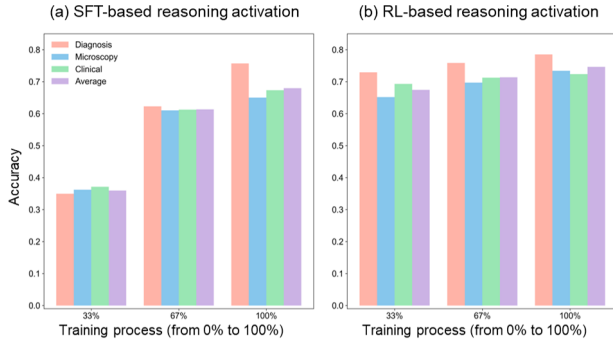 (a) SFT-based reasoning activation
(b) RL-based reasoning activation
Diagnosis
Microscopy
Clinical
Average
Accuracy
0.8
0.7
0.6
0.5
0.4
0.3
0.2
0.1
0.0
33%
67%
100%
Training process (from 0% to 100%)
0.8
0.7
0.6
0.5
0.4
0.3
0.2
0.1
0.0
33%
67%
100%
Training process (from 0% to 100%)